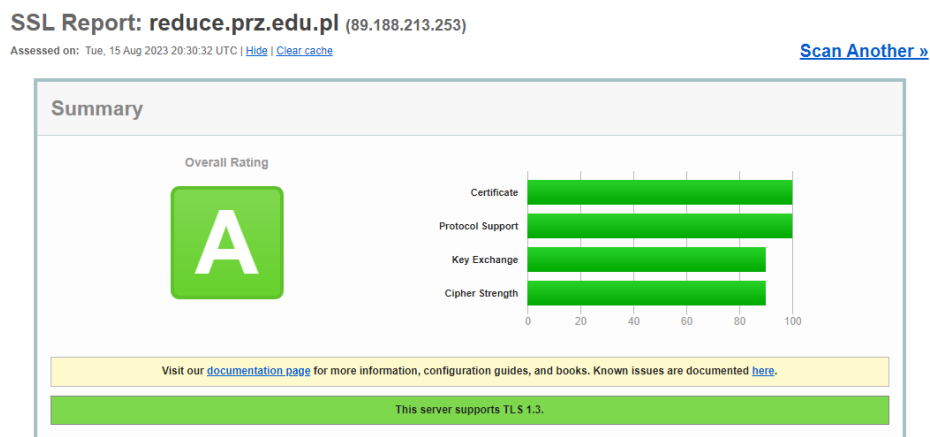 SSL Report: reduce.prz.edu.pl (89.188.213.253)
Assessed on: Tue, 15 Aug 2023 20:30:32 UTC | Hide | Clear cache
Scan Another »
Summary
Overall Rating
A
Certificate
Protocol Support
Key Exchange
Cipher Strength
0 20 40 60 80 100
Visit our documentation page for more information, configuration guides, and books. Known issues are documented here.
This server supports TLS 1.3.